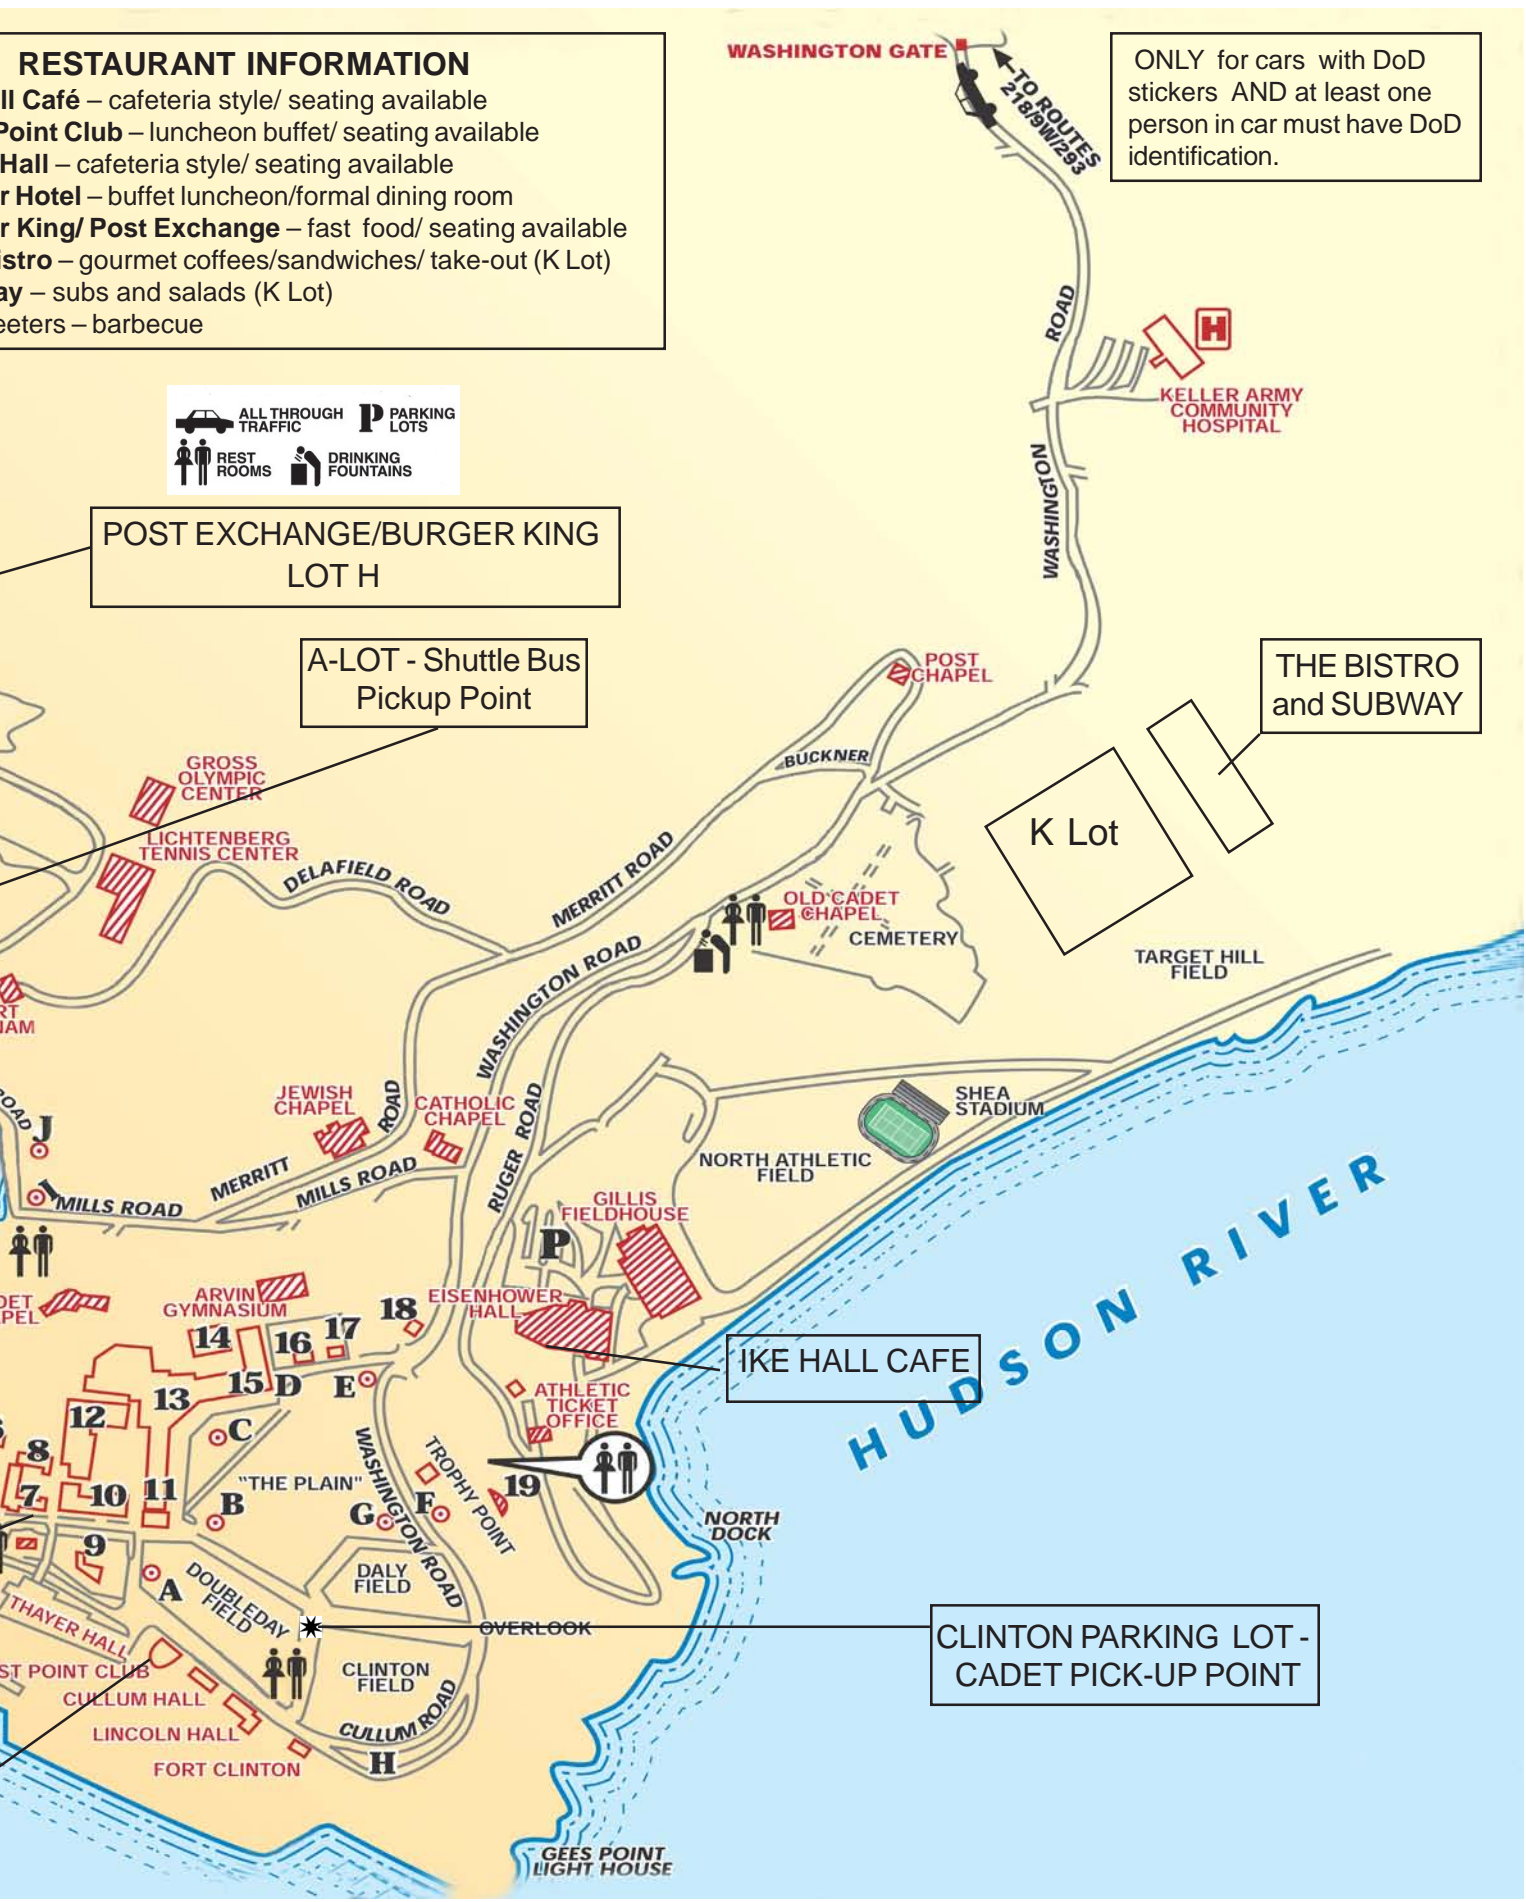 RESTAURANT INFORMATION
ll Café – cafeteria style/ seating available
Point Club – luncheon buffet/ seating available
Hall – cafeteria style/ seating available
r Hotel – buffet luncheon/formal dining room
r King/ Post Exchange – fast food/ seating available
istro – gourmet coffees/sandwiches/ take-out (K Lot)
ay – subs and salads (K Lot)
eeters – barbecue
WASHINGTON GATE
TO ROUTES
218/9W/293
ONLY for cars with DoD
stickers AND at least one
person in car must have DoD
identification.
ROAD
H
KELLER ARMY
COMMUNITY
HOSPITAL
WASHINGTON
ALL THROUGH
TRAFFIC
P PARKING
LOTS
REST
ROOMS
DRINKING
FOUNTAINS
POST EXCHANGE/BURGER KING
LOT H
A-LOT - Shuttle Bus
Pickup Point
POST
CHAPEL
THE BISTRO
and SUBWAY
K Lot
BUCKNER
GROSS
OLYMPIC
CENTER
LICHTENBERG
TENNIS CENTER
DELAFIELD ROAD
MERRITT ROAD
OLD CADET
CHAPEL
CEMETERY
TARGET HILL
FIELD
WASHINGTON ROAD
RT
NAM
OAD
J
I
MILLS ROAD
JEWISH
CHAPEL
ROAD
CATHOLIC
CHAPEL
MERRITT
MILLS ROAD
RUGER ROAD
SHEA
STADIUM
NORTH ATHLETIC
FIELD
GILLIS
FIELDHOUSE
P
HUDSON RIVER
DET
PEL
ARVIN
GYMNASIUM
EISENHOWER
HALL
IKE HALL CAFE
14
16
17
18
15
D
E
13
12
C
ATHLETIC
TICKET
OFFICE
8
7
10
11
B
"THE PLAIN"
WASHINGTON ROAD
TROPHY POINT
G
F
19
9
NORTH
DOCK
A
DOUBLEDAY
FIELD
DALY
FIELD
OVERLOOK
CLINTON PARKING LOT -
CADET PICK-UP POINT
THAYER HALL
ST POINT CLUB
CULLUM HALL
LINCOLN HALL
FORT CLINTON
CLINTON
FIELD
CULLUM ROAD
H
GEES POINT
LIGHT HOUSE